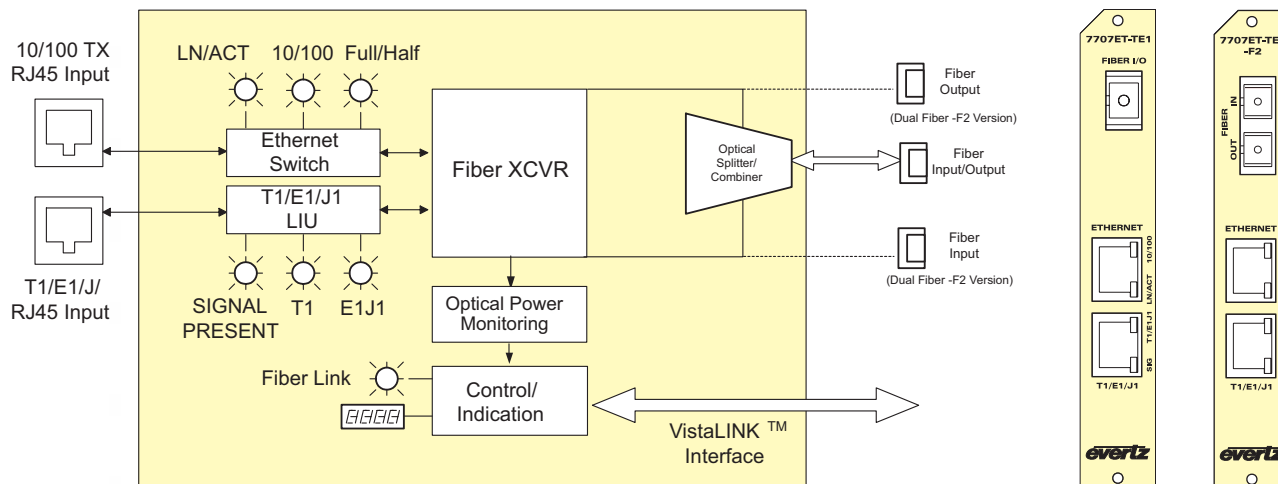 10/100 TX
RJ45 Input
LN/ACT 10/100 Full/Half
Ethernet
Switch
T1/E1/J1
LIU
T1/E1/J/
RJ45 Input
SIGNAL
PRESENT
T1
E1J1
Fiber XCVR
Optical
Splitter/
Combiner
Optical Power
Monitoring
Fiber Link
Control/
Indication
VistaLINK TM
Interface
Fiber
Output
(Dual Fiber -F2 Version)
Fiber
Input/Output
Fiber
Input
(Dual Fiber -F2 Version)
7707ET-TE1
FIBER I/O
ETHERNET
10/100
LN/ACT
T1/E1J1
SIG
T1/E1/J1
evertz
7707ET-TE
-F2
FIBER
IN
OUT
ETHERNET
T1/E1/J1
evertz